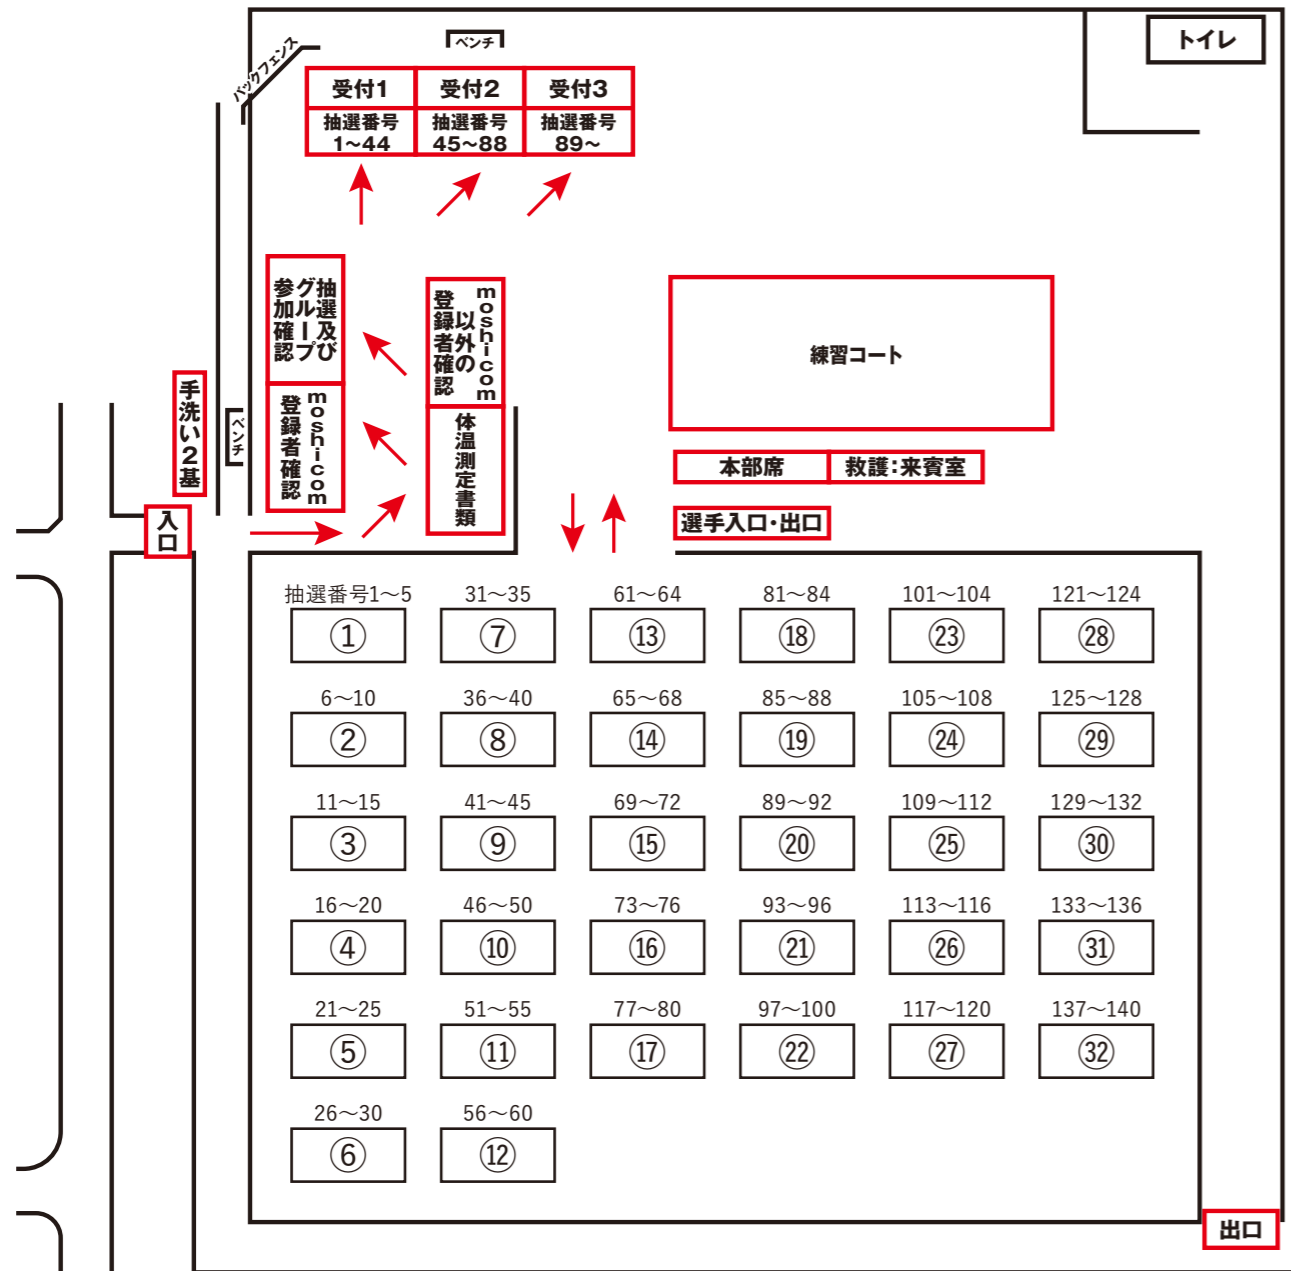 トイレ
ベンチ
バックフェンス
受付1
受付2
受付3
抽選番号
1~44
抽選番号
45~88
抽選番号
89~
抽選及び
グループ
参加確認
moshicom
以外の
登録者確認
練習コート
手洗い2基
ベンチ
moshicom
登録者確認
体温測定書類
本部席
救護:来賓室
入口
選手入口・出口
抽選番号1~5
31~35
61~64
81~84
101~104
121~124
①
⑦
⑬
⑱
㉓
㉘
6~10
36~40
65~68
85~88
105~108
125~128
②
⑧
⑭
⑲
㉔
㉙
11~15
41~45
69~72
89~92
109~112
129~132
③
⑨
⑮
⑳
㉕
㉚
16~20
46~50
73~76
93~96
113~116
133~136
④
⑩
⑯
㉑
㉖
㉛
21~25
51~55
77~80
97~100
117~120
137~140
⑤
⑪
⑰
㉒
㉗
㉜
26~30
56~60
⑥
⑫
出口